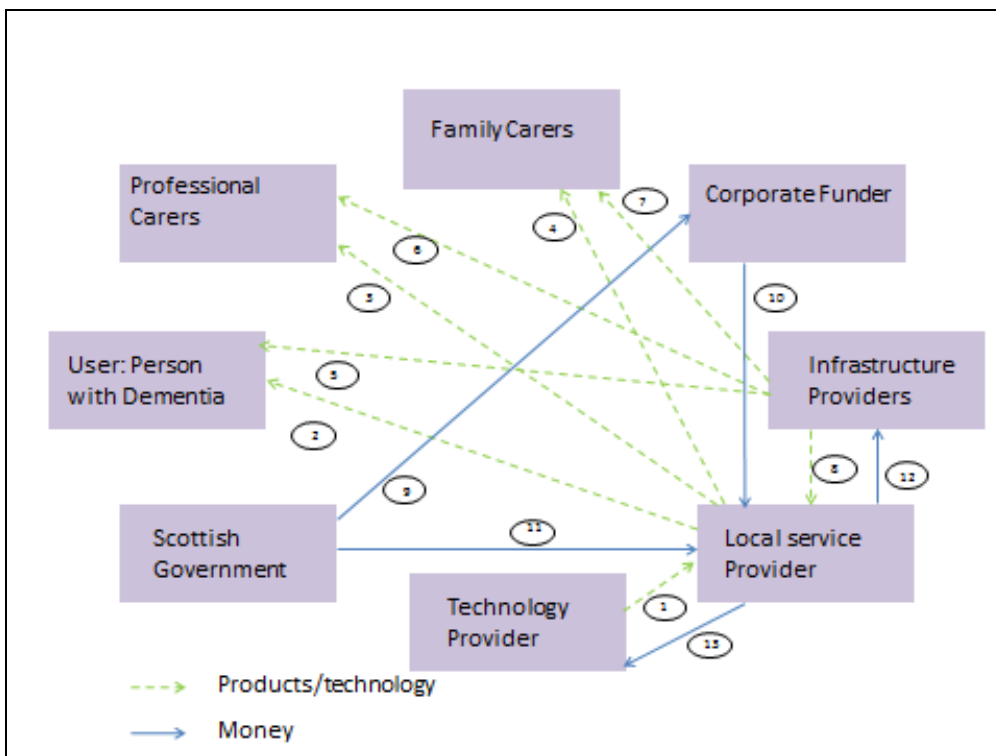 Family Carers
Professional
Carers
Corporate Funder
7
4
6
3
10
User: Person
with Dementia
Infrastructure
Providers
5
2
8
12
9
Scottish
Government
11
Local service
Provider
Technology
Provider
1
13
Products/technology
Money